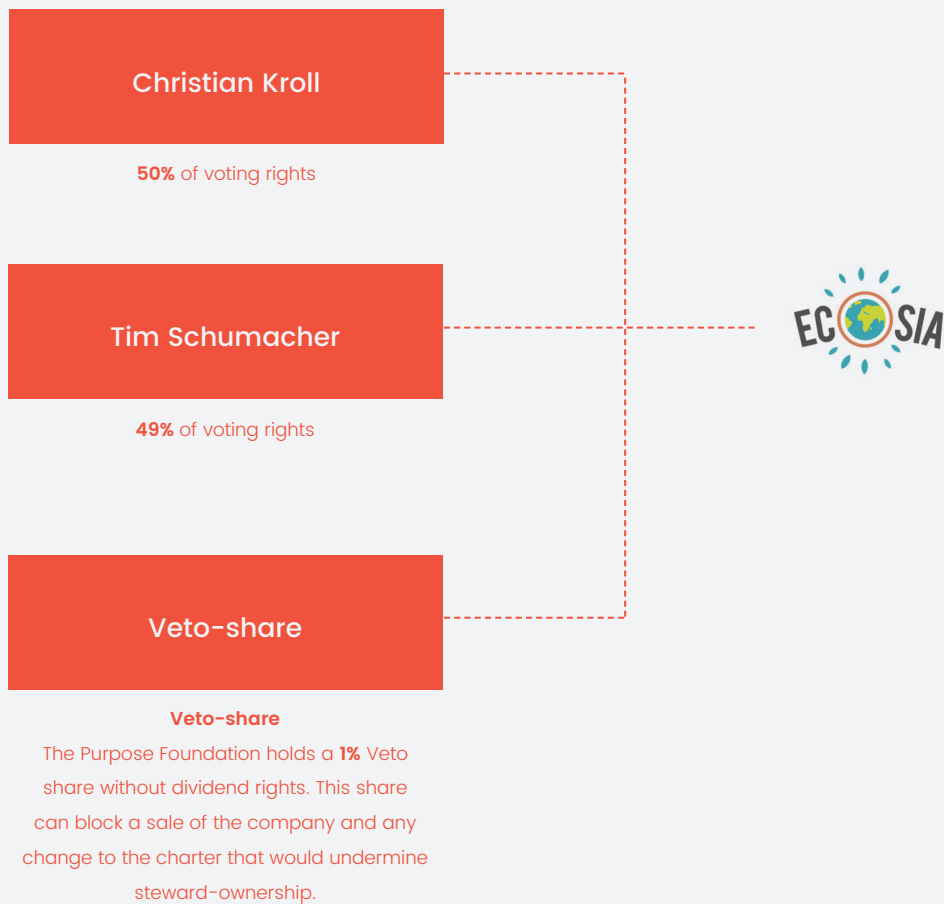 Christian Kroll
50% of voting rights
Tim Schumacher
49% of voting rights
ECOSIA
Veto-share
Veto-share
The Purpose Foundation holds a 1% Veto
share without dividend rights. This share
can block a sale of the company and any
change to the charter that would undermine
steward-ownership.